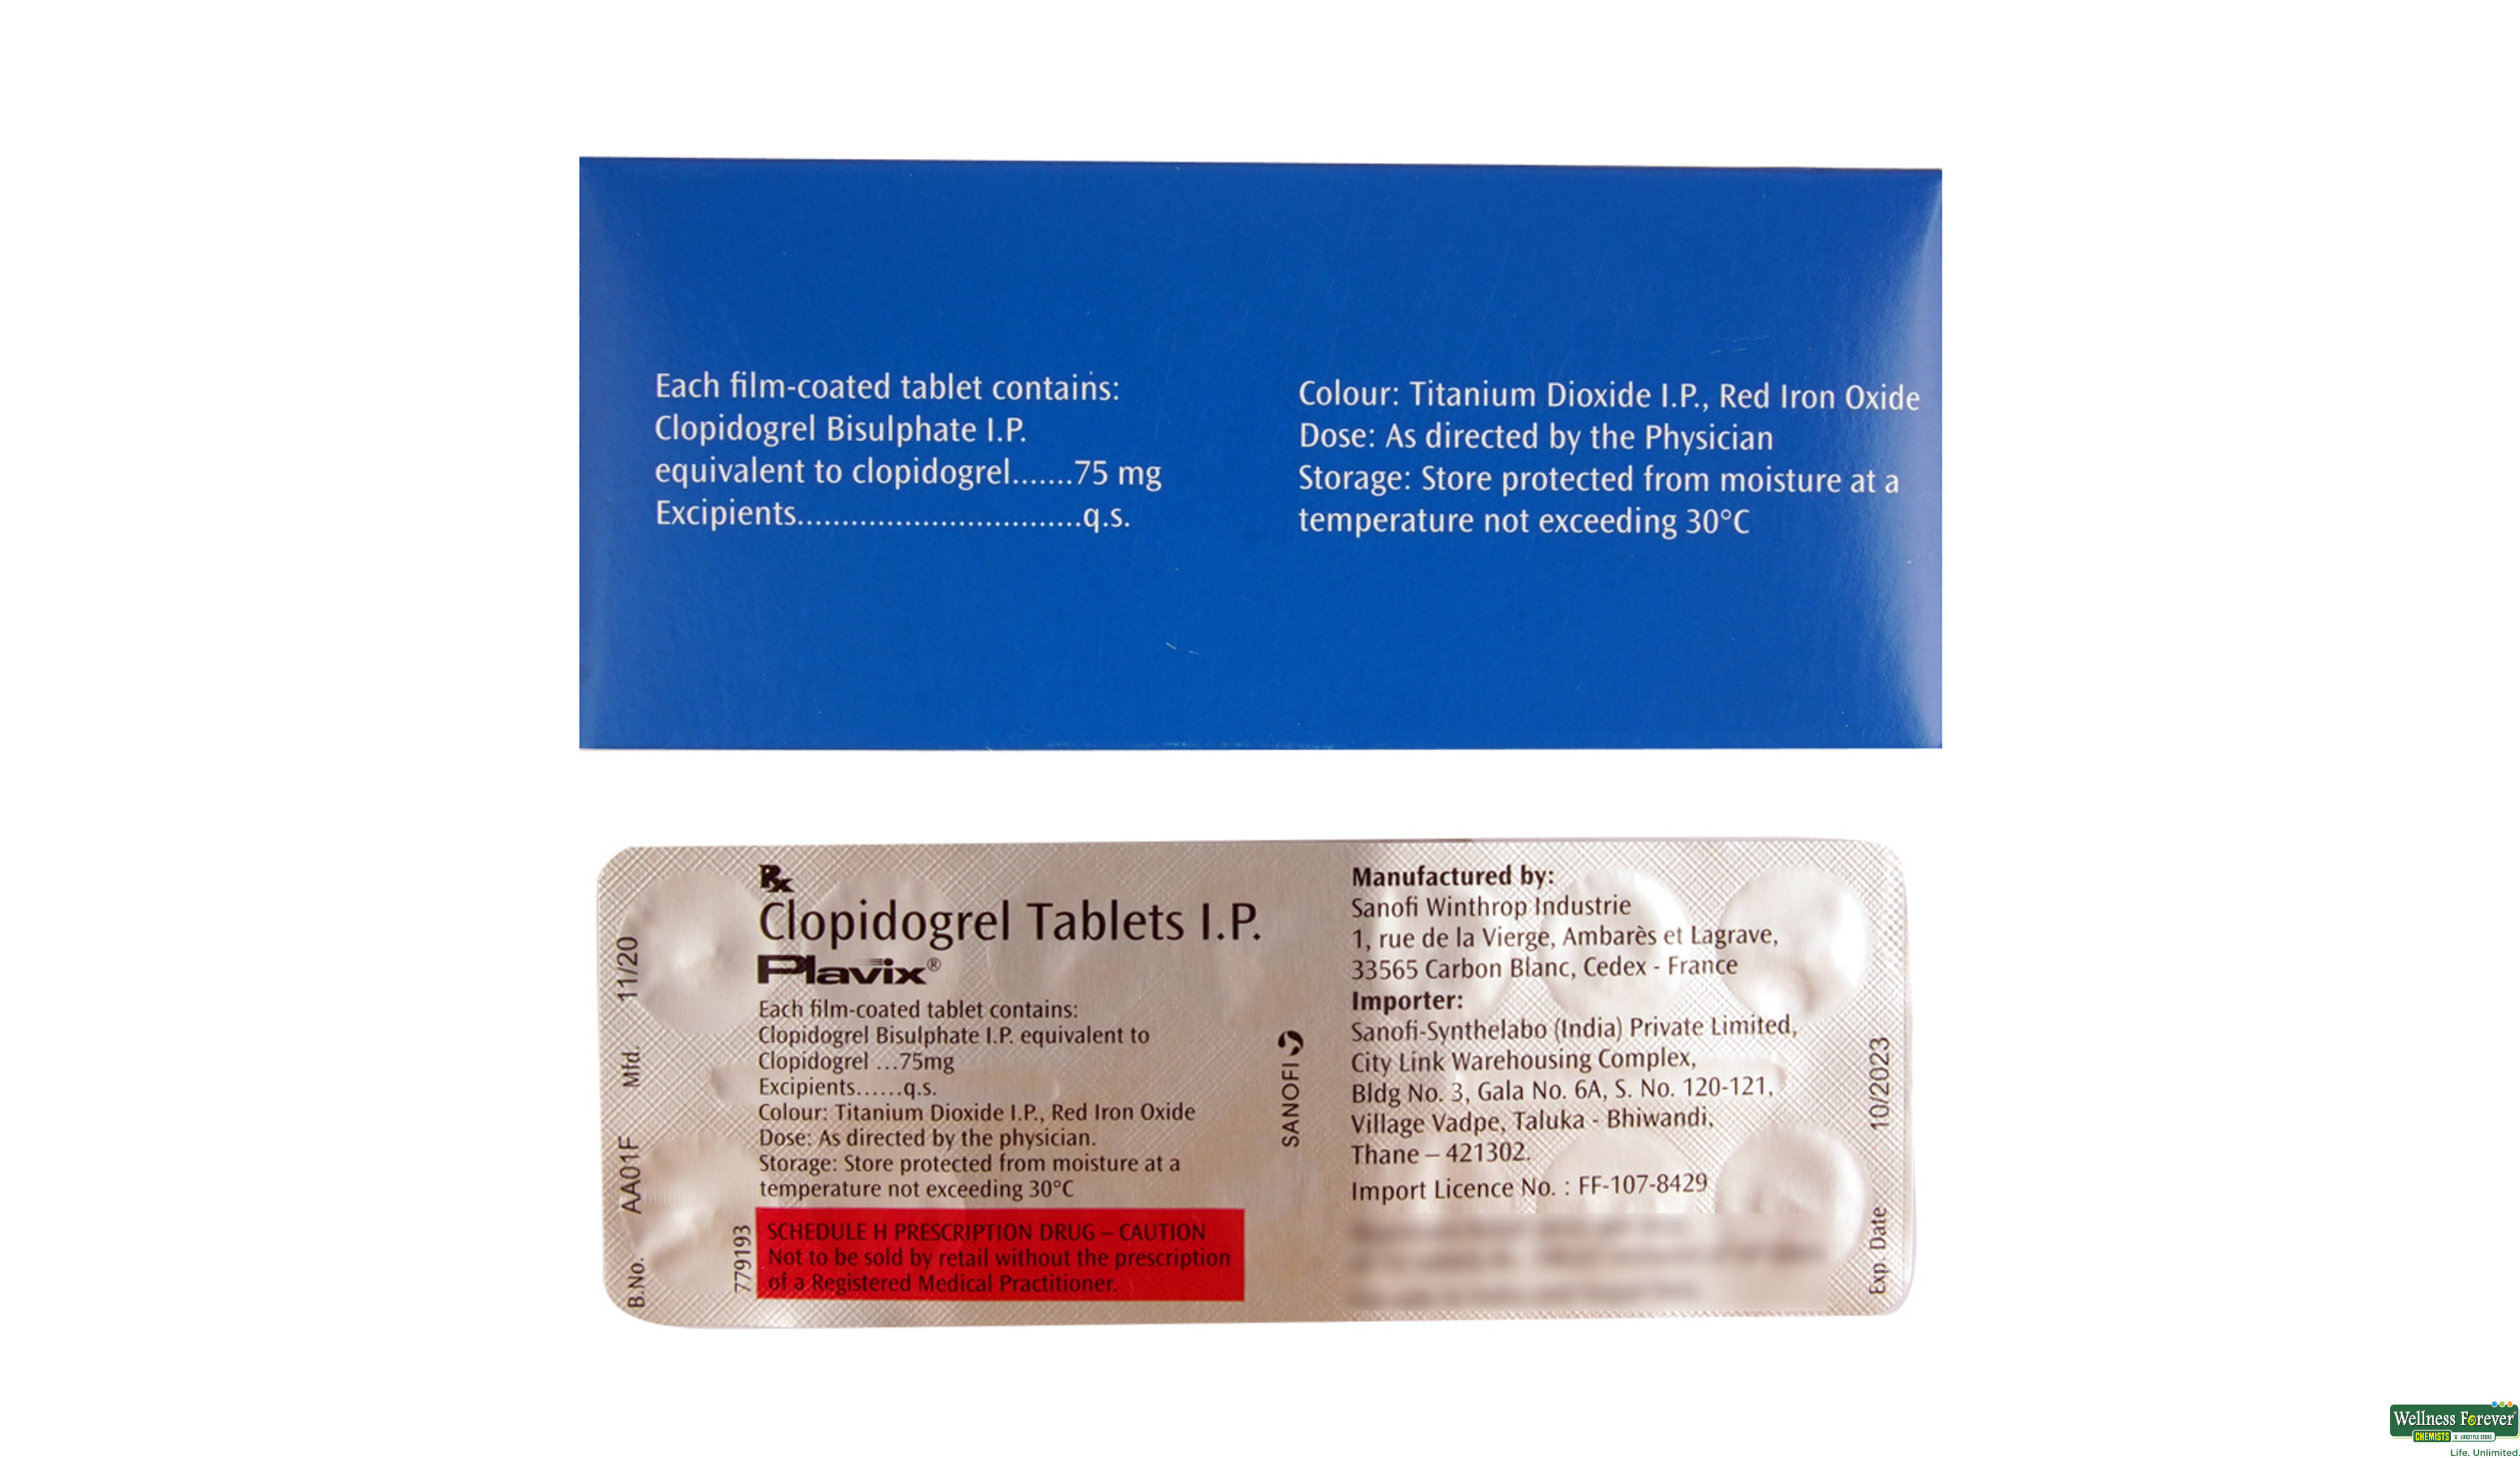 Each film-coated tablet contains:
Clopidogrel Bisulphate I.P.
equivalent to clopidogrel.......75 mg
Excipients................................q.s.
Colour: Titanium Dioxide I.P., Red Iron Oxide
Dose: As directed by the Physician
Storage: Store protected from moisture at a
temperature not exceeding 30°C
B.No. AA01F Mfd. 11/20
779193
Rx
Clopidogrel Tablets I.P.
Plavix®
Each film-coated tablet contains:
Clopidogrel Bisulphate I.P. equivalent to
Clopidogrel ...75mg
Excipients......q.s.
Colour: Titanium Dioxide I.P., Red Iron Oxide
Dose: As directed by the physician.
Storage: Store protected from moisture at a
temperature not exceeding 30°C
SCHEDULE H PRESCRIPTION DRUG – CAUTION
Not to be sold by retail without the prescription
of a Registered Medical Practitioner.
SANOFI
Manufactured by:
Sanofi Winthrop Industrie
1, rue de la Vierge, Ambarès et Lagrave,
33565 Carbon Blanc, Cedex - France
Importer:
Sanofi-Synthelabo (India) Private Limited,
City Link Warehousing Complex,
Bldg No. 3, Gala No. 6A, S. No. 120-121,
Village Vadpe, Taluka - Bhiwandi,
Thane – 421302.
Import Licence No. : FF-107-8429
Exp. Date 10/2023
Wellness Forever
CHEMISTS & LIFESTYLE STORE
Life. Unlimited.